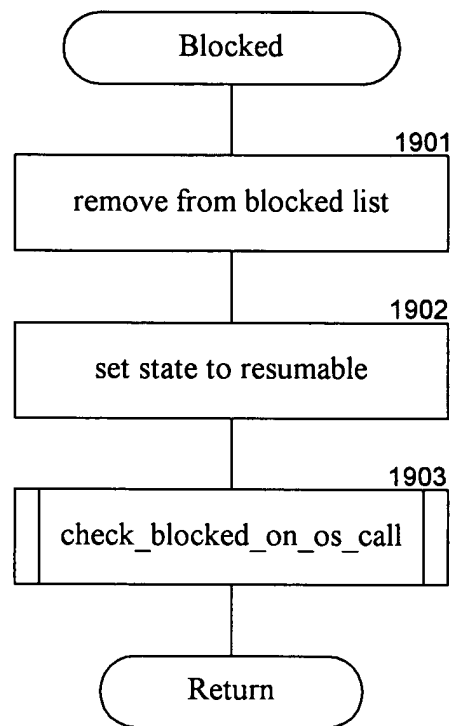 Blocked
1901
remove from blocked list
1902
set state to resumable
1903
check_blocked_on_os_call
Return